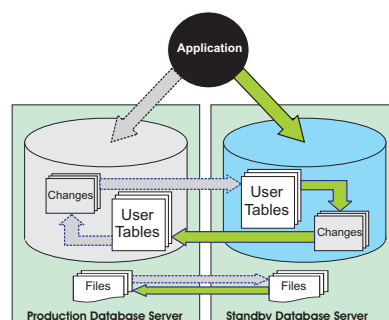 Application
Changes
User
Tables
User
Tables
Changes
Files
Files
Production Database Server
Standby Database Server